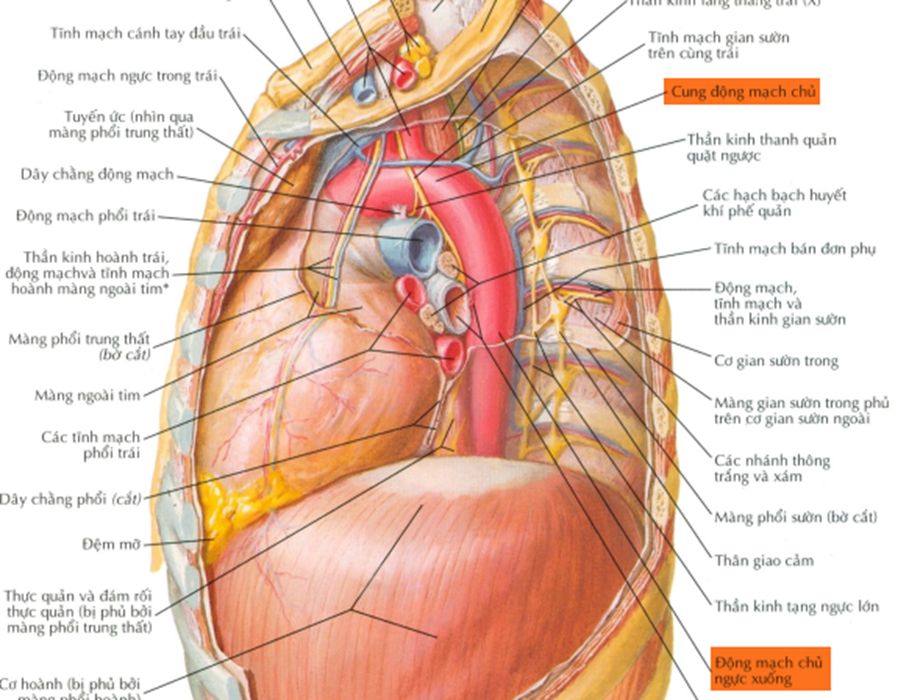 Thần kinh lang thang trái (X)
Tĩnh mạch cánh tay đầu trái
Động mạch ngực trong trái
Tuyến ức (nhìn qua
màng phổi trung thất)
Dây chằng động mạch
Động mạch phổi trái
Thần kinh hoành trái,
động mạchvà tĩnh mạch
hoành màng ngoài tim*
Màng phổi trung thất
(bờ cắt)
Màng ngoài tim
Các tĩnh mạch
phổi trái
Dây chằng phổi (cắt)
Đệm mỡ
Thực quản và đám rối
thực quản (bị phủ bởi
màng phổi trung thất)
Cơ hoành (bị phủ bởi
màng phổi hoành)
Tĩnh mạch gian sườn
trên cùng trái
Cung động mạch chủ
Thần kinh thanh quản
quặt ngược
Các hạch bạch huyết
khí phế quản
Tĩnh mạch bán đơn phụ
Động mạch,
tĩnh mạch và
thần kinh gian sườn
Cơ gian sườn trong
Màng gian sườn trong phủ
trên cơ gian sườn ngoài
Các nhánh thông
trắng và xám
Màng phổi sườn (bờ cắt)
Thân giao cảm
Thần kinh tạng ngực lớn
Động mạch chủ
ngực xuống